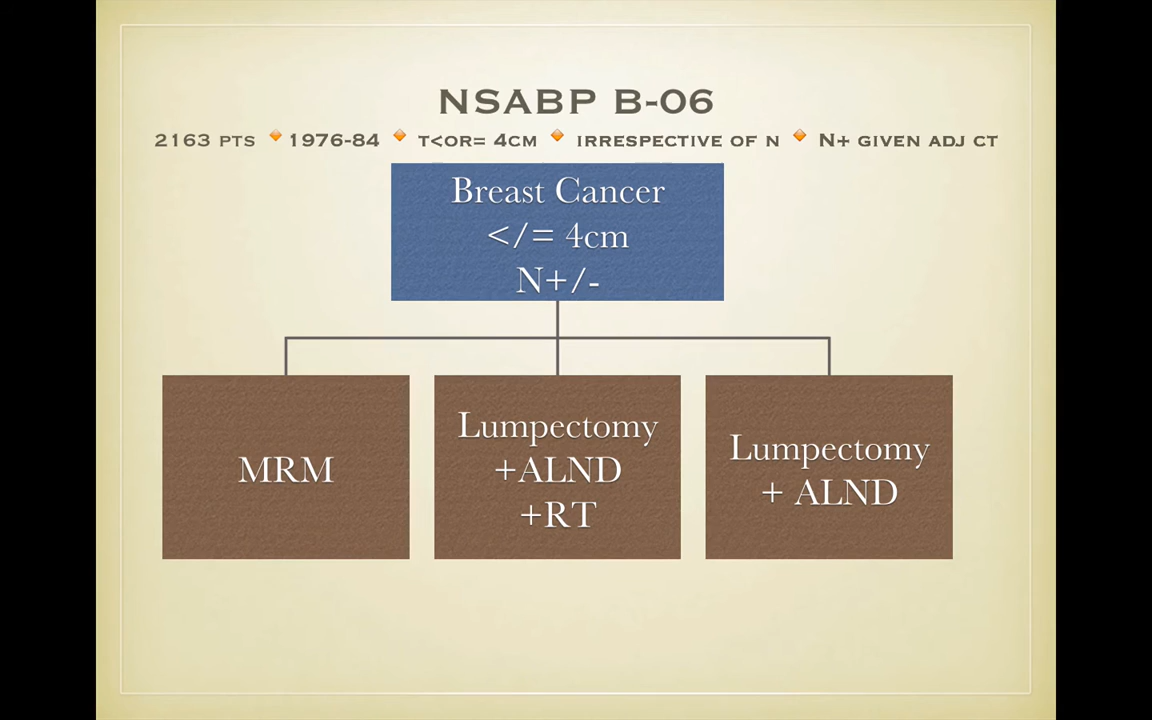 NSABP B-06
2163 PTS 1976-84 T<OR= 4CM IRRESPECTIVE OF N N+ GIVEN ADJ CT
Breast Cancer
</= 4cm
N+/-
MRM
Lumpectomy
+ALND
+RT
Lumpectomy
+ ALND